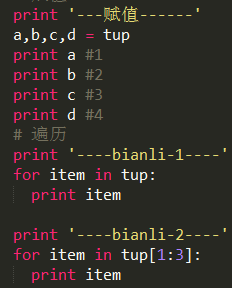 print '---赋值------'
a,b,c,d = tup
print a #1
print b #2
print c #3
print d #4
# 遍历
print '----bianli-1----'
for item in tup:
  print item

print '----bianli-2----'
for item in tup[1:3]:
  print item